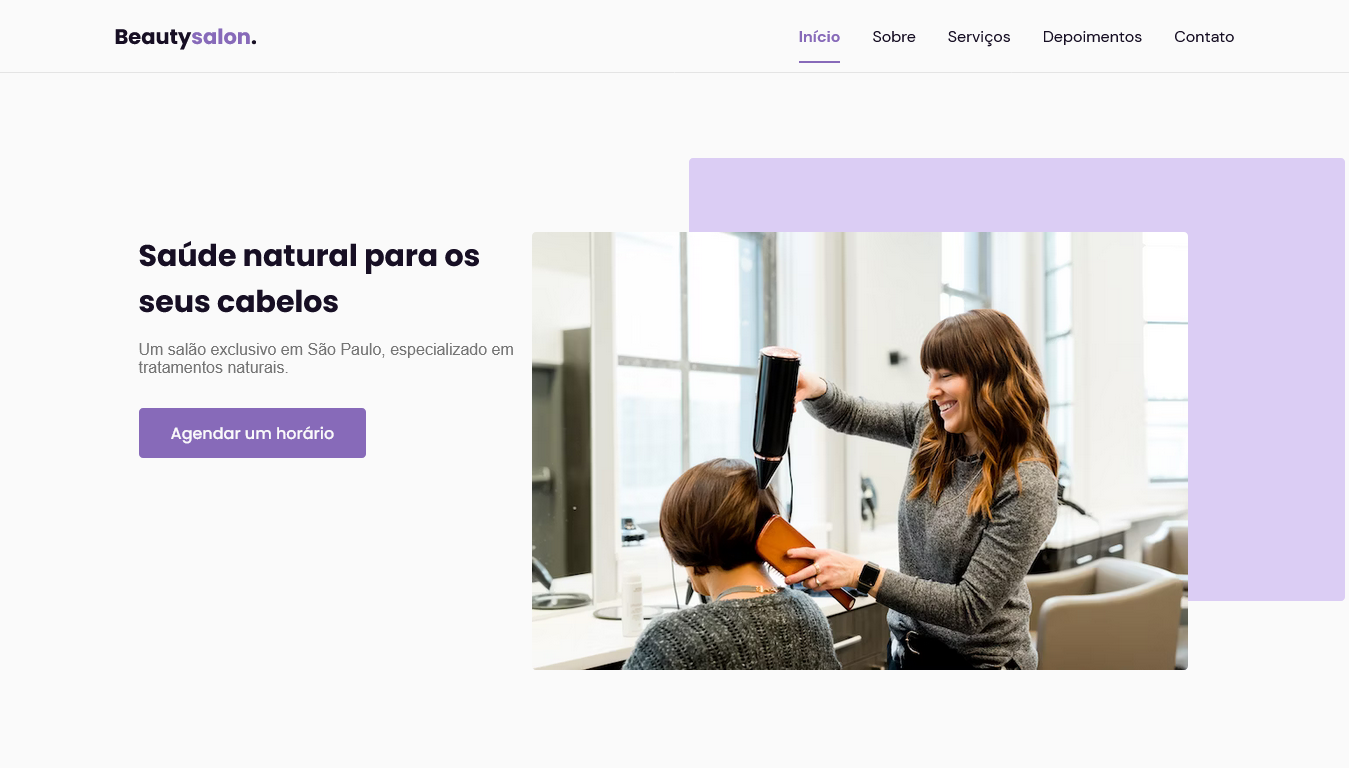 Beautysalon.
Início Sobre Serviços Depoimentos Contato
Saúde natural para os
seus cabelos
Um salão exclusivo em São Paulo, especializado em
tratamentos naturais.
Agendar um horário